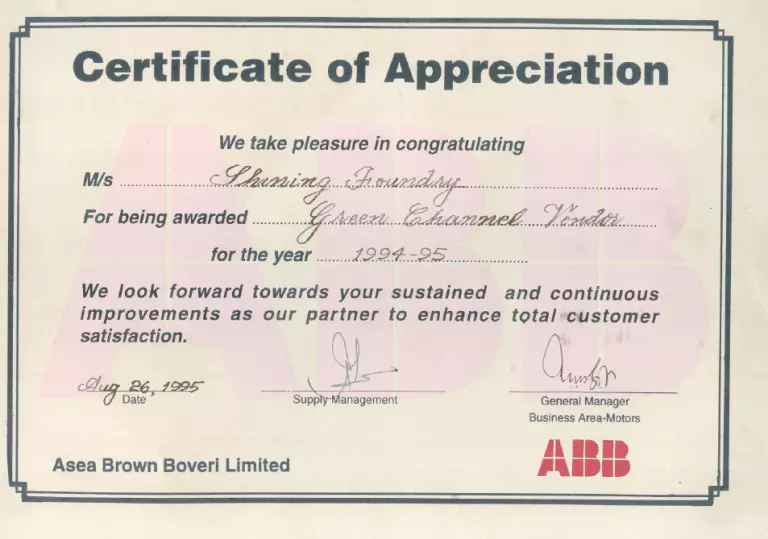 Certificate of Appreciation
We take pleasure in congratulating
M/s Shining Foundry
For being awarded Green Channel Vendor
for the year 1994-95
We look forward towards your sustained and continuous
improvements as our partner to enhance total customer
satisfaction.
Aug 26, 1995
Date
Supply Management
General Manager
Business Area-Motors
Asea Brown Boveri Limited
ABB